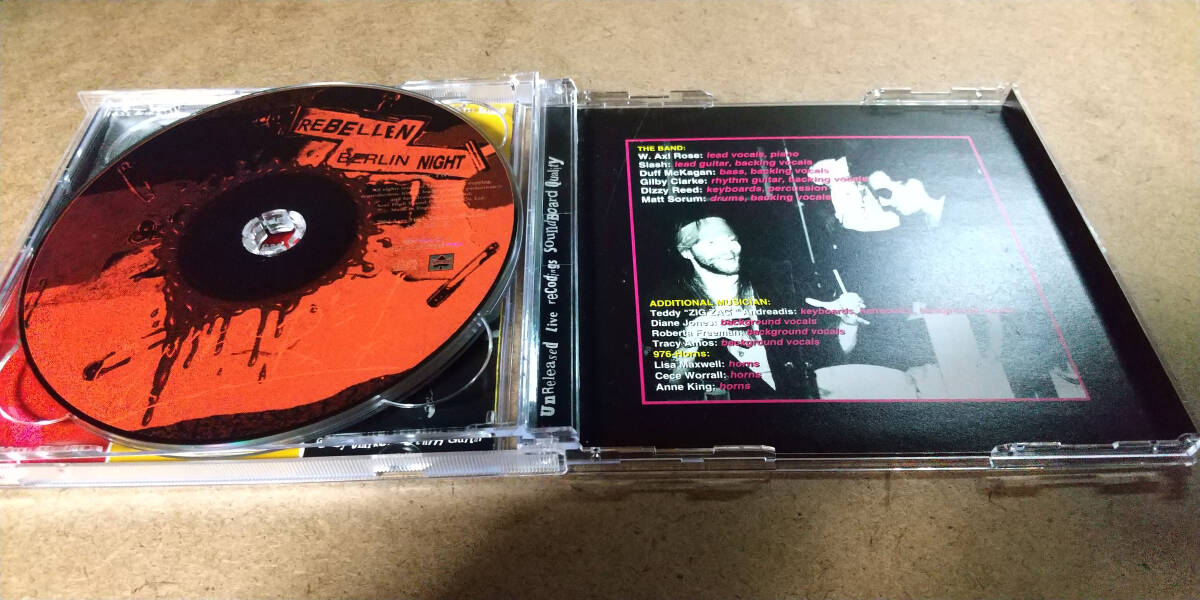 REBELLEN
BERLIN NIGHT
UnReleased Live reCodings SoundBoard Quality
THE BAND:
W. Axl Rose: lead vocals, piano
Slash: lead guitar, backing vocals
Duff McKagan: bass, backing vocals
Gilby Clarke: rhythm guitar, backing vocals
Dizzy Reed: keyboards, percussion
Matt Sorum: drums, backing vocals
ADDITIONAL MUSICIAN:
Teddy "ZIG ZAG" Andreadis: keyboards,
Diane Jones: background vocals
Roberta Freeman: background vocals
Tracy Amos: background vocals
976-Horns:
Lisa Maxwell: horns
Cece Worrall: horns
Anne King: horns